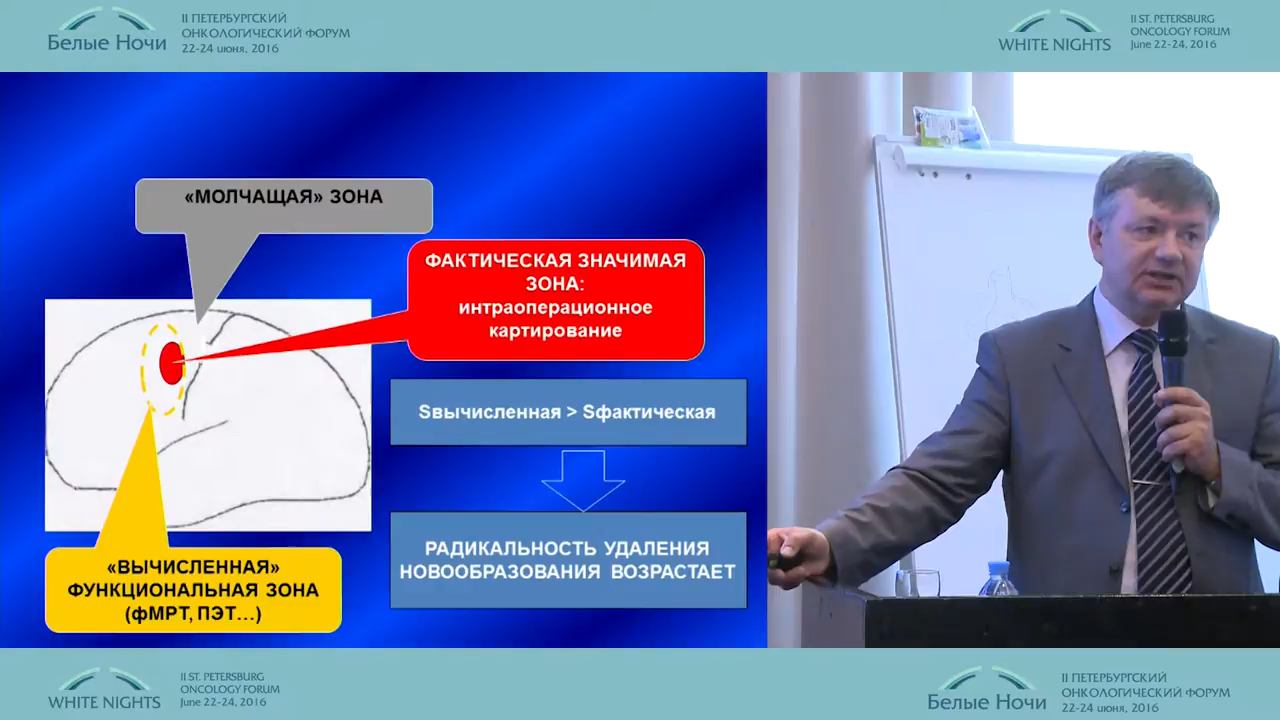 Белые Ночи
II ПЕТЕРБУРГСКИЙ
ОНКОЛОГИЧЕСКИЙ ФОРУМ
22-24 июня, 2016
WHITE NIGHTS
II ST. PETERSBURG
ONCOLOGY FORUM
June 22-24, 2016
«МОЛЧАЩАЯ» ЗОНА
ФАКТИЧЕСКАЯ ЗНАЧИМАЯ
ЗОНА:
интраоперационное
картирование
Sвычисленная > Sфактическая
РАДИКАЛЬНОСТЬ УДАЛЕНИЯ
НОВООБРАЗОВАНИЯ ВОЗРАСТАЕТ
«ВЫЧИСЛЕННАЯ»
ФУНКЦИОНАЛЬНАЯ ЗОНА
(фМРТ, ПЭТ...)
WHITE NIGHTS
II ST. PETERSBURG
ONCOLOGY FORUM
June 22-24, 2016
Белые Ночи
II ПЕТЕРБУРГСКИЙ
ОНКОЛОГИЧЕСКИЙ ФОРУМ
22-24 июня, 2016